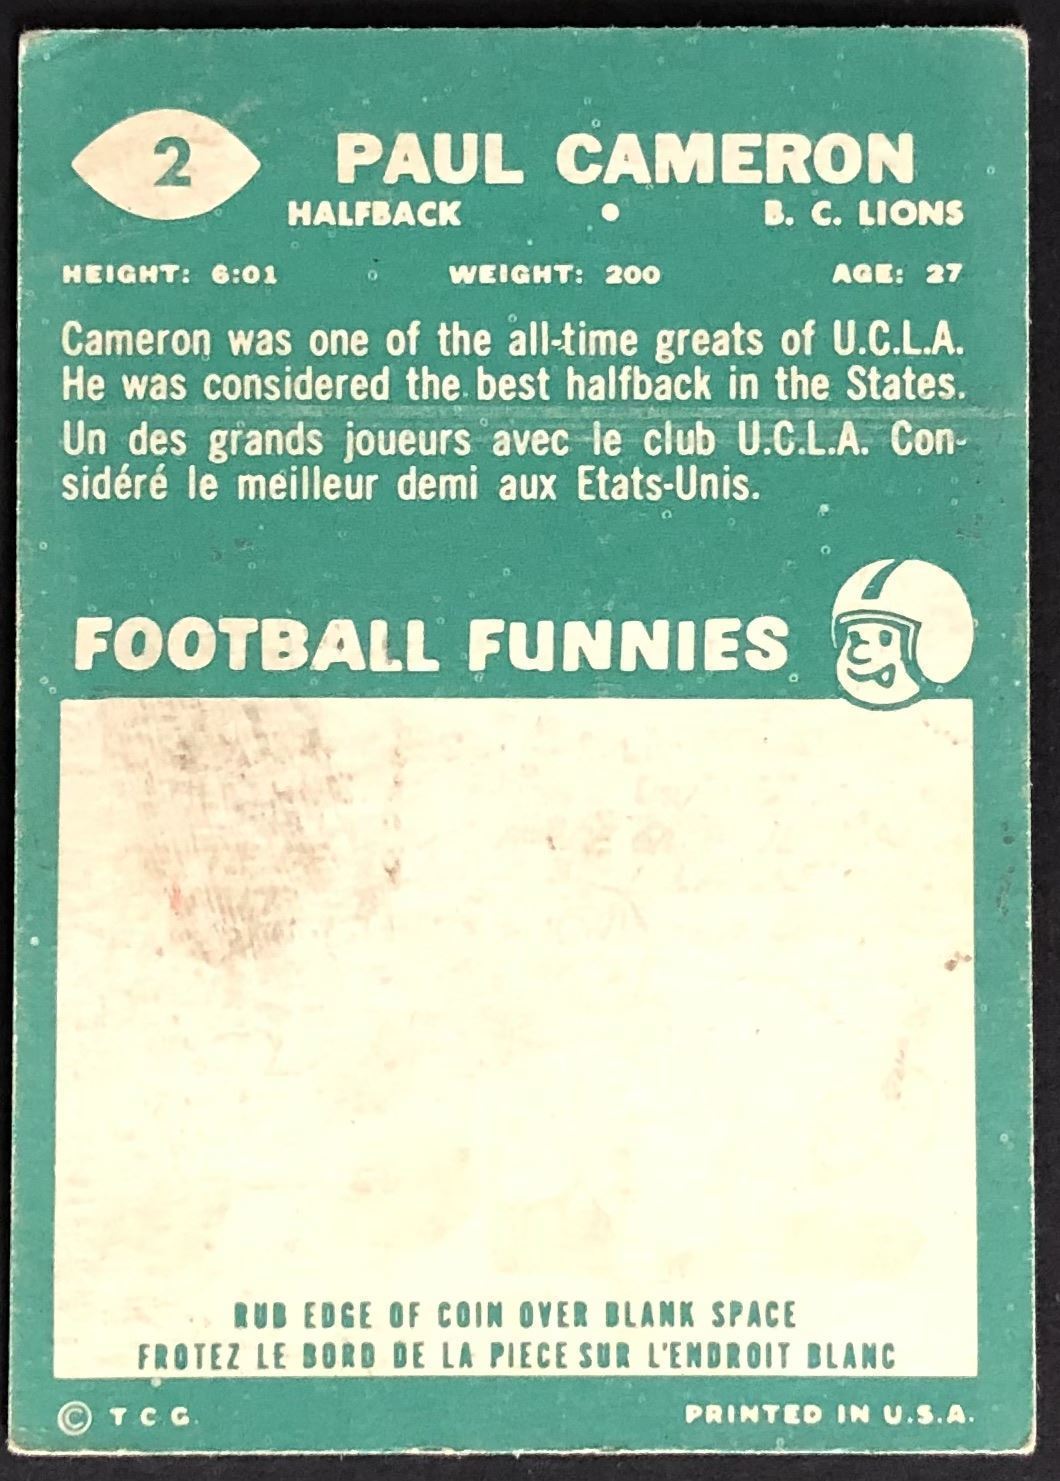 2
PAUL CAMERON
HALFBACK • B. C. LIONS
HEIGHT: 6:01 WEIGHT: 200 AGE: 27
Cameron was one of the all-time greats of U.C.L.A.
He was considered the best halfback in the States.
Un des grands joueurs avec le club U.C.L.A. Con-
sidéré le meilleur demi aux Etats-Unis.
FOOTBALL FUNNIES
RUB EDGE OF COIN OVER BLANK SPACE
FROTEZ LE BORD DE LA PIECE SUR L'ENDROIT BLANC
© T C G. PRINTED IN U.S.A.